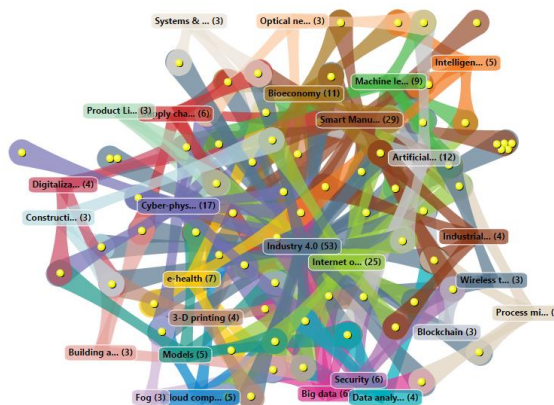 Systems & ... (3)
Optical ne... (3)
Intelligen... (5)
Machine le... (9)
Bioeconomy (11)
Product Li... (3)
pply cha... (6)
Smart Manu... (29)
Artificial... (12)
Digitaliza... (4)
Cyber-phys... (17)
Constructi... (3)
Industrial... (4)
Industry 4.0 (53)
Internet o... (25)
e-health (7)
Wireless t... (3)
3-D printing (4)
Process mi...
Blockchain (3)
Building a... (3)
Models (5)
Security (6)
Fog (3)
loud comp... (5)
Big data (6)
Data analy... (4)